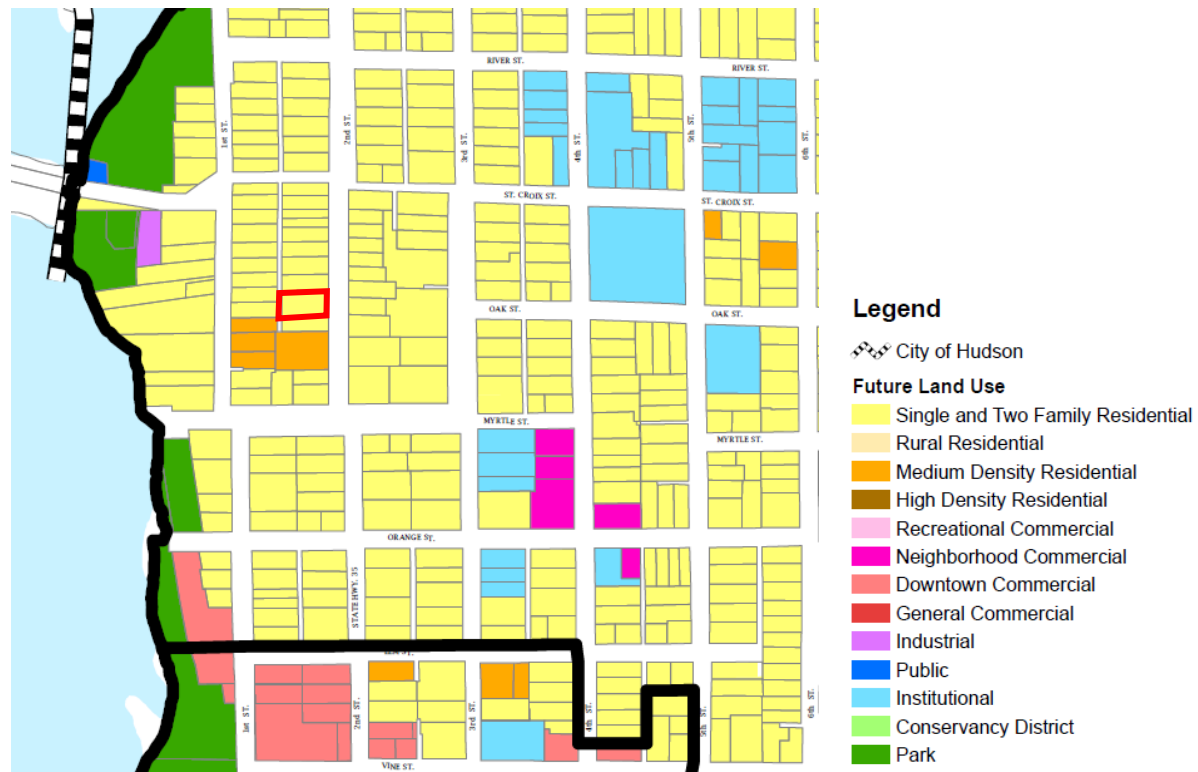 RIVER ST.
RIVER ST.
1st ST.
2nd ST.
3rd ST.
4th ST.
5th ST.
6th ST.
ST. CROIX ST.
ST. CROIX ST.
OAK ST.
OAK ST.
MYRTLE ST.
MYRTLE ST.
ORANGE ST.
STATE HWY. 35
1st ST.
2nd ST.
3rd ST.
4th ST.
5th ST.
6th ST.
VINE ST.
Legend
City of Hudson
Future Land Use
Single and Two Family Residential
Rural Residential
Medium Density Residential
High Density Residential
Recreational Commercial
Neighborhood Commercial
Downtown Commercial
General Commercial
Industrial
Public
Institutional
Conservancy District
Park